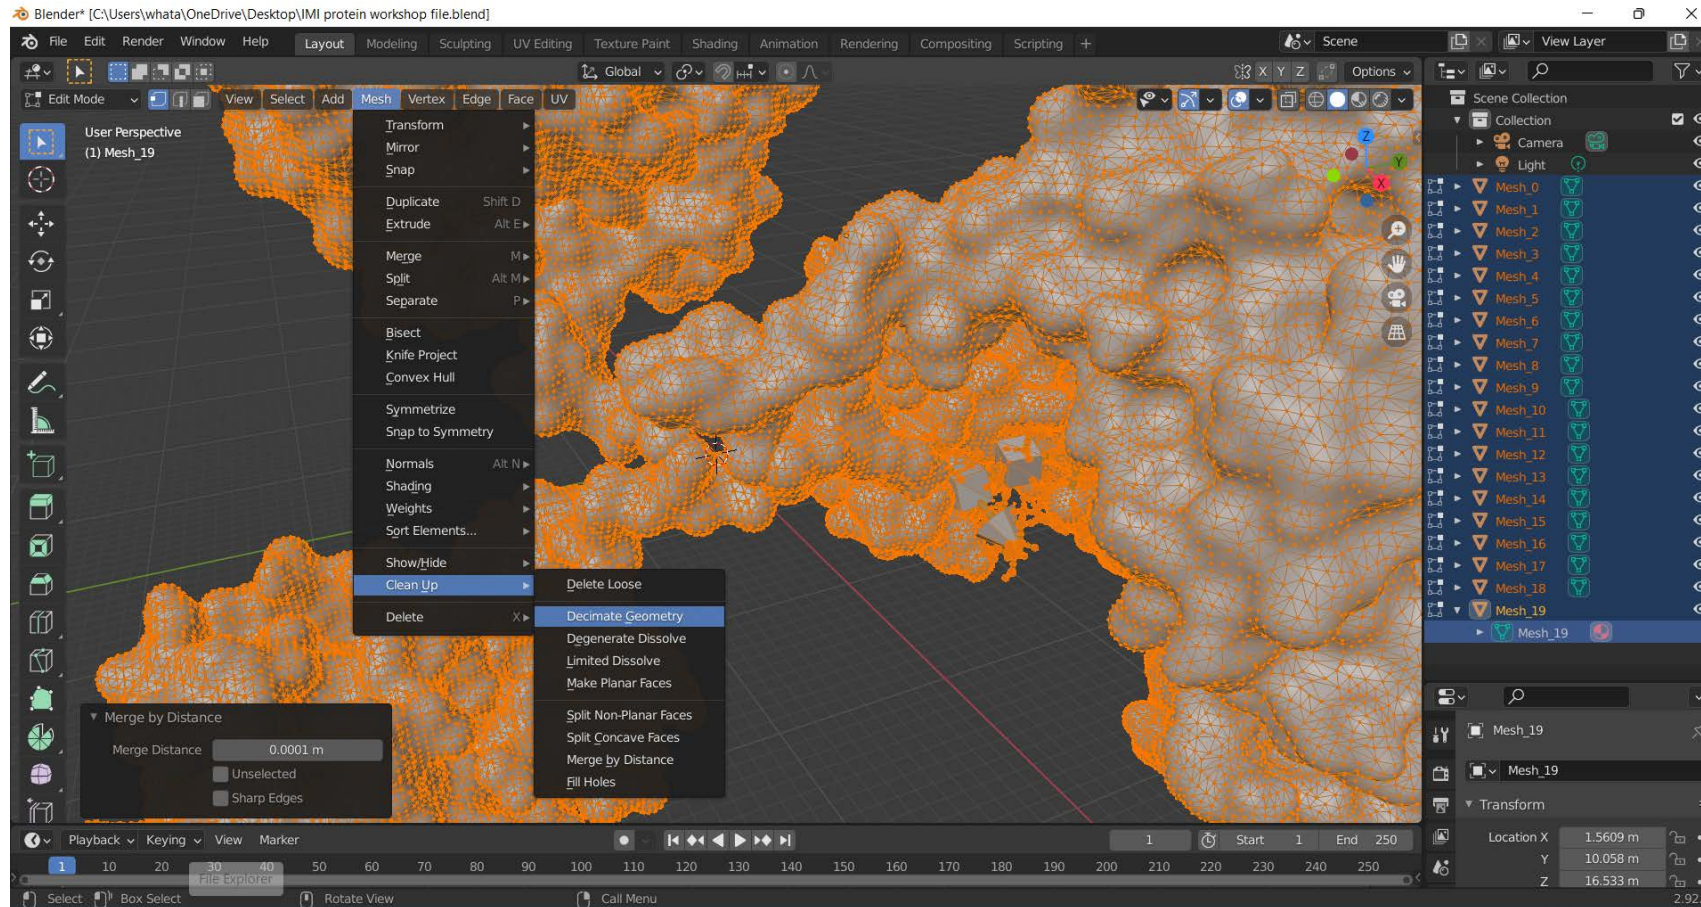 Blender* [C:\Users\whata\OneDrive\Desktop\IMI protein workshop file.blend]
File Edit Render Window Help Layout Modeling Sculpting UV Editing Texture Paint Shading Animation Rendering Compositing Scripting + Scene View Layer
Global X Y Z Options
Edit Mode View Select Add Mesh Vertex Edge Face UV
User Perspective
(1) Mesh_19
Transform
Mirror
Snap
Duplicate Shift D
Extrude Alt E
Merge M
Split Alt M
Separate P
Bisect
Knife Project
Convex Hull
Symmetrize
Snap to Symmetry
Normals Alt N
Shading
Weights
Sort Elements...
Show/Hide
Clean Up
Delete X
Delete Loose
Decimate Geometry
Degenerate Dissolve
Limited Dissolve
Make Planar Faces
Split Non-Planar Faces
Split Concave Faces
Merge by Distance
Fill Holes
Z
Y
X
Merge by Distance
Merge Distance 0.0001 m
Unselected
Sharp Edges
Scene Collection
Collection
Camera
Light
Mesh_0
Mesh_1
Mesh_2
Mesh_3
Mesh_4
Mesh_5
Mesh_6
Mesh_7
Mesh_8
Mesh_9
Mesh_10
Mesh_11
Mesh_12
Mesh_13
Mesh_14
Mesh_15
Mesh_16
Mesh_17
Mesh_18
Mesh_19
Mesh_19
Mesh_19
Mesh_19
Transform
Location X 1.5609 m
Y 10.058 m
Z 16.533 m
Playback Keying View Marker 1 Start 1 End 250
1 10 20 30 40 50 60 70 80 90 100 110 120 130 140 150 160 170 180 190 200 210 220 230 240 250
File Explorer
Select Box Select Rotate View Call Menu 2.92